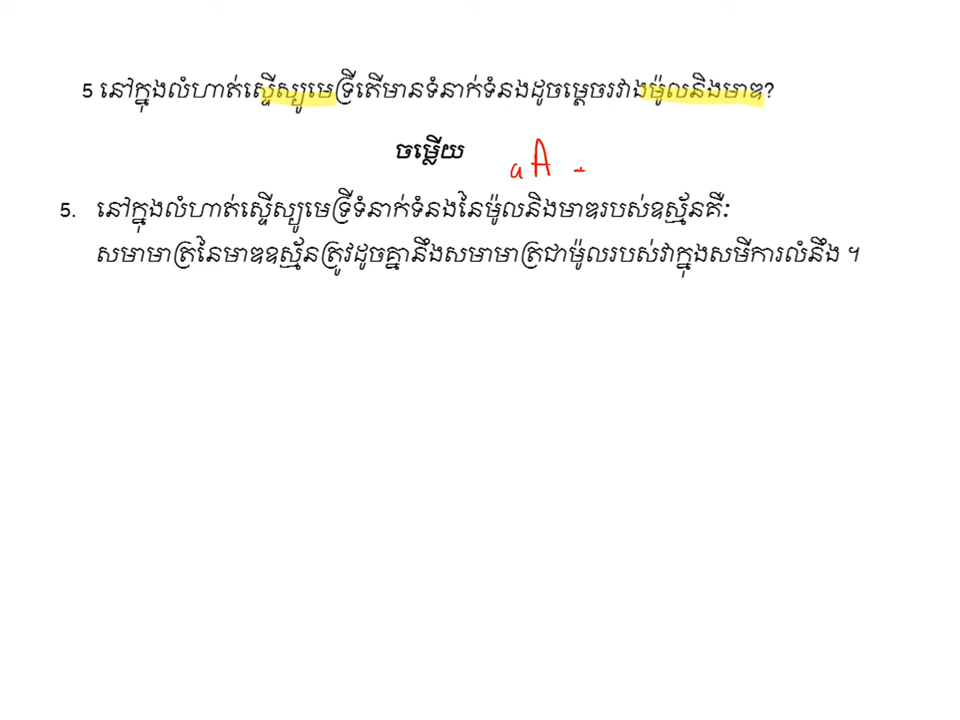 5 នៅក្នុងលំហាត់ស្ទើស្យូមេទ្រីតើមានទំនាក់ទំនងដូចម្ដេចរវាងម៉ូលនិងមាឌ?
ចម្លើយ
aA +
5. នៅក្នុងលំហាត់ស្ទើស្យូមេទ្រីទំនាក់ទំនងនៃម៉ូលនិងមាឌរបស់ឧស្ម័នគឺ:
សមាមាត្រនៃមាឌឧស្ម័នត្រូវដូចគ្នានឹងសមាមាត្រជាម៉ូលរបស់វាក្នុងសមីការលំនឹង ។